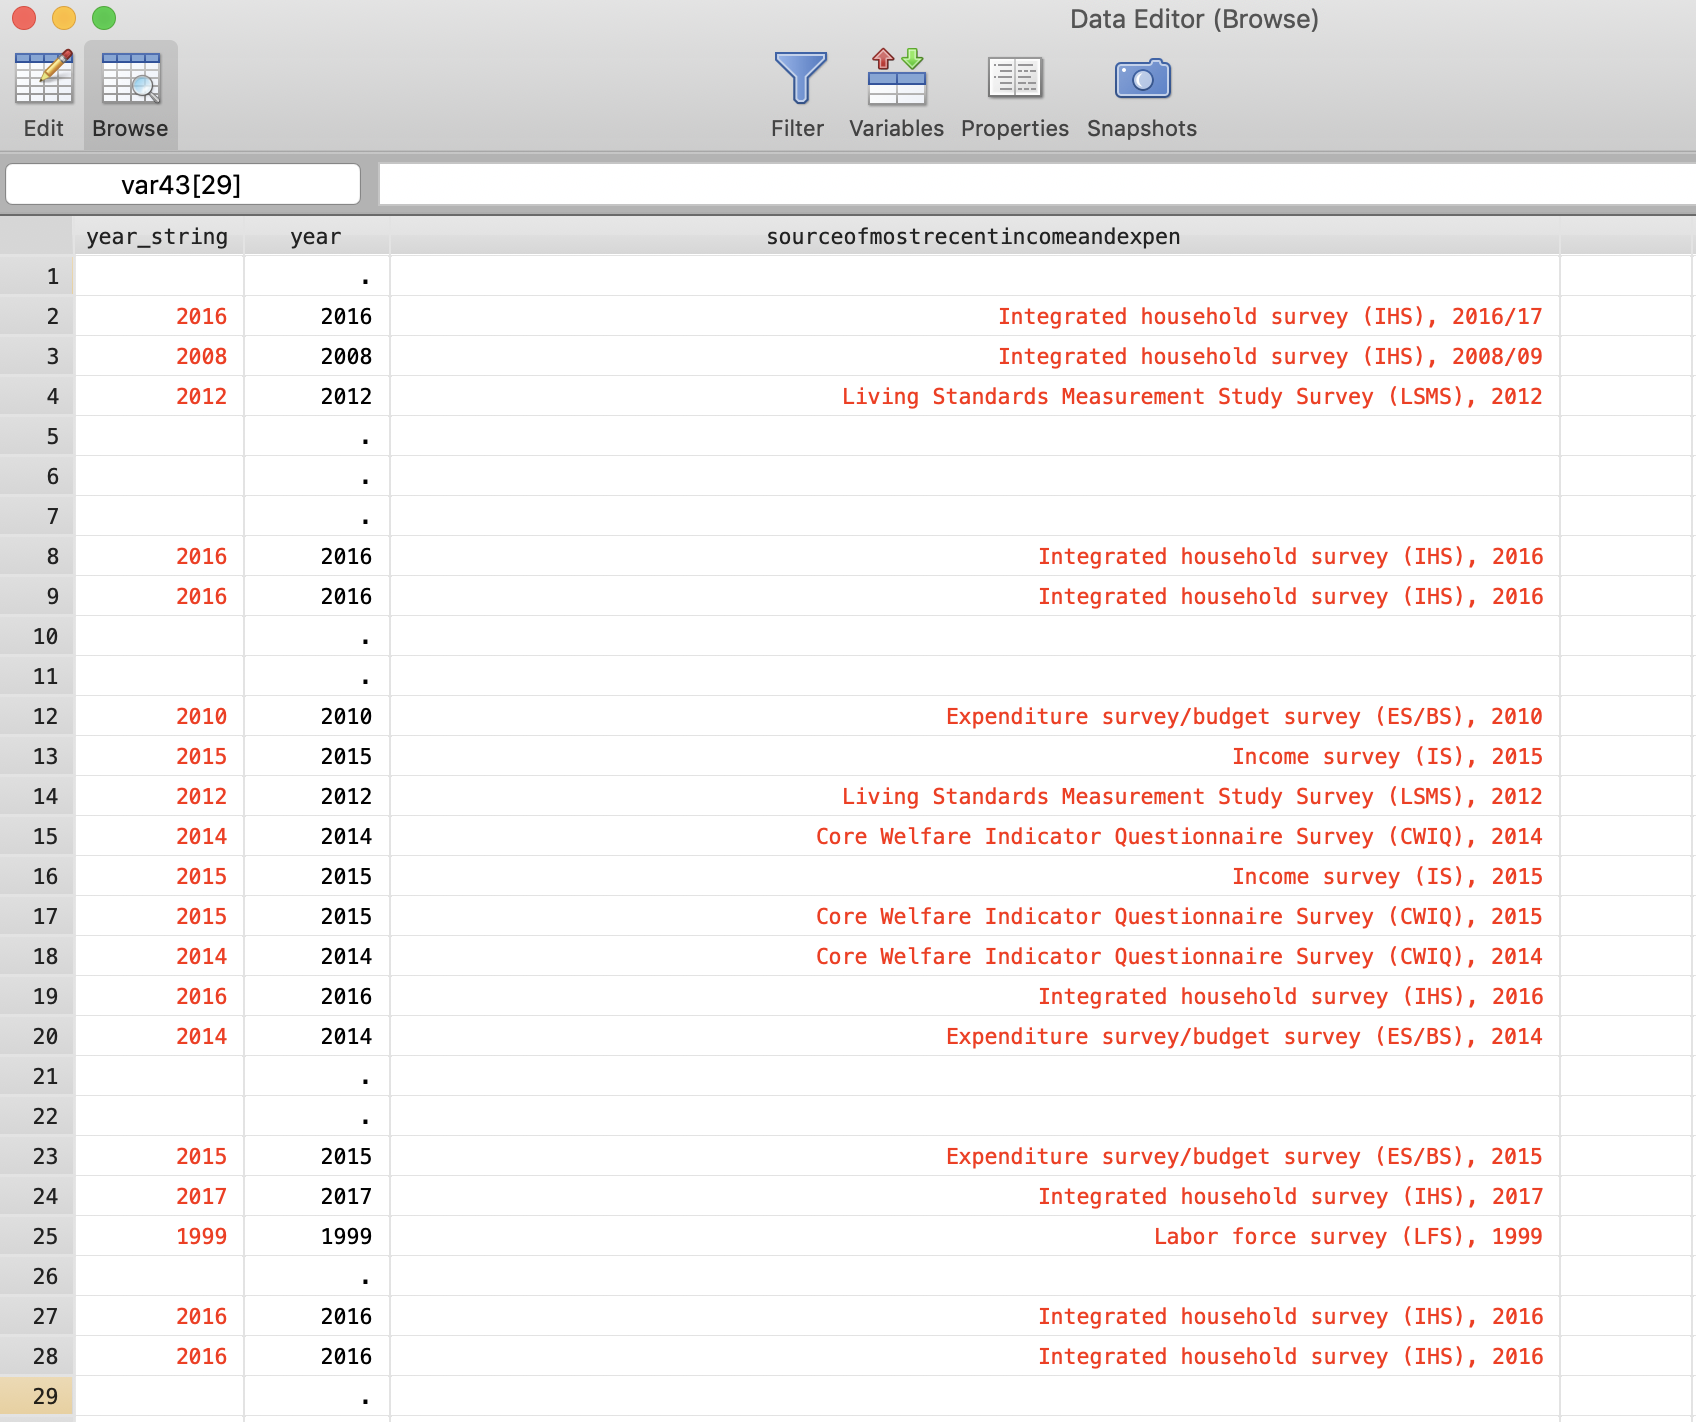 Data Editor (Browse)
Edit Browse Filter Variables Properties Snapshots
var43[29]
year_string year sourceofmostrecentincomeandexpen
1 .
2 2016 2016 Integrated household survey (IHS), 2016/17
3 2008 2008 Integrated household survey (IHS), 2008/09
4 2012 2012 Living Standards Measurement Study Survey (LSMS), 2012
5 .
6 .
7 .
8 2016 2016 Integrated household survey (IHS), 2016
9 2016 2016 Integrated household survey (IHS), 2016
10 .
11 .
12 2010 2010 Expenditure survey/budget survey (ES/BS), 2010
13 2015 2015 Income survey (IS), 2015
14 2012 2012 Living Standards Measurement Study Survey (LSMS), 2012
15 2014 2014 Core Welfare Indicator Questionnaire Survey (CWIQ), 2014
16 2015 2015 Income survey (IS), 2015
17 2015 2015 Core Welfare Indicator Questionnaire Survey (CWIQ), 2015
18 2014 2014 Core Welfare Indicator Questionnaire Survey (CWIQ), 2014
19 2016 2016 Integrated household survey (IHS), 2016
20 2014 2014 Expenditure survey/budget survey (ES/BS), 2014
21 .
22 .
23 2015 2015 Expenditure survey/budget survey (ES/BS), 2015
24 2017 2017 Integrated household survey (IHS), 2017
25 1999 1999 Labor force survey (LFS), 1999
26 .
27 2016 2016 Integrated household survey (IHS), 2016
28 2016 2016 Integrated household survey (IHS), 2016
29 .